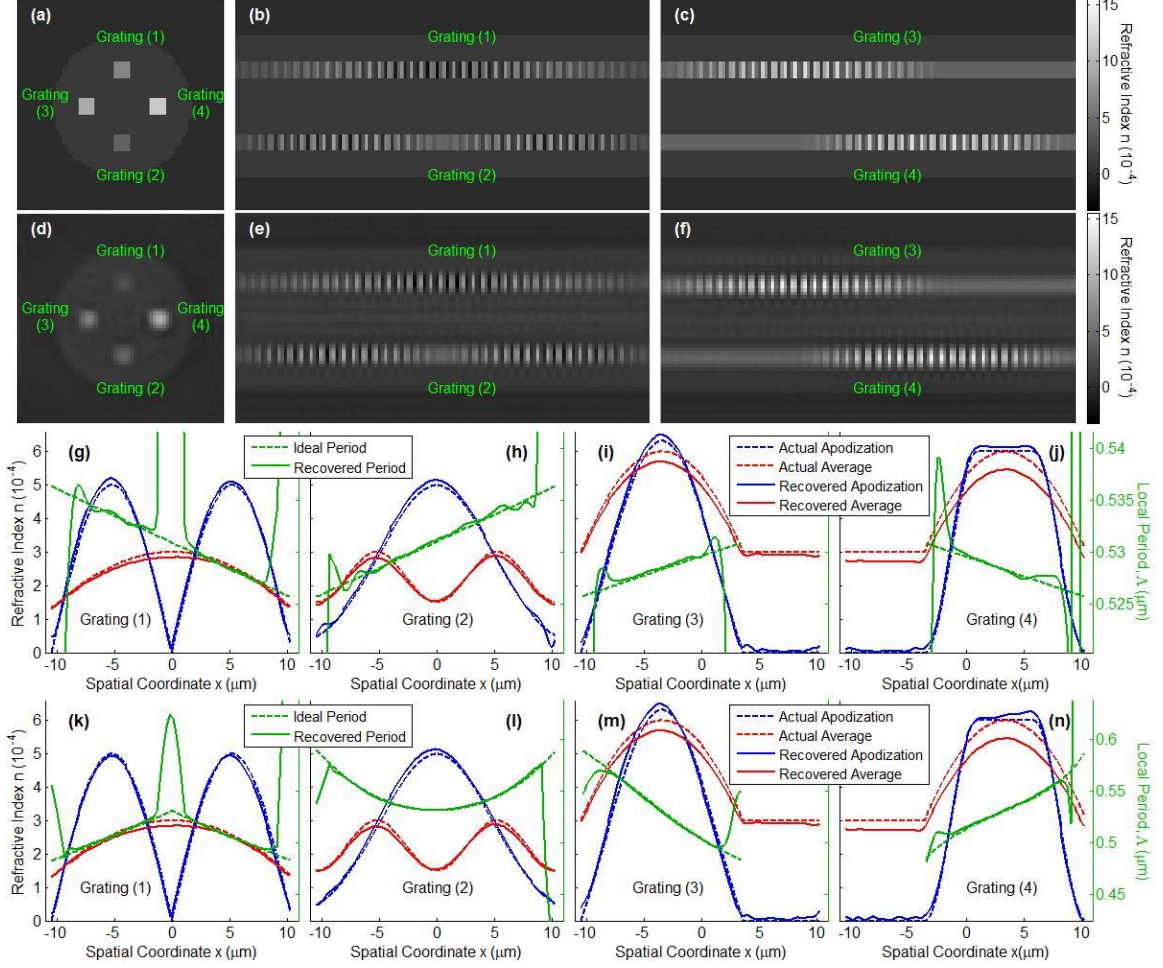 (a)
Grating (1)
Grating
(3)
Grating
(4)
Grating (2)
(b)
Grating (1)
Grating (2)
(c)
Grating (3)
Grating (4)
15
10
5
0
Refractive Index n (10⁻⁴)
(d)
Grating (1)
Grating
(3)
Grating
(4)
Grating (2)
(e)
Grating (1)
Grating (2)
(f)
Grating (3)
Grating (4)
15
10
5
0
Refractive Index n (10⁻⁴)
Refractive Index n (10⁻⁴)
6
5
4
3
2
1
0
(g)
Ideal Period
Recovered Period
(h)
(i)
Actual Apodization
Actual Average
Recovered Apodization
Recovered Average
(j)
0.54
0.535
0.530
0.525
Local Period, Λ (μm)
Grating (1)
Grating (2)
Grating (3)
Grating (4)
-10 -5 0 5 10
-10 -5 0 5 10
-10 -5 0 5 10
-10 -5 0 5 10
Spatial Coordinate x (μm)
Spatial Coordinate x (μm)
Spatial Coordinate x (μm)
Spatial Coordinate x(μm)
Refractive Index n (10⁻⁴)
6
5
4
3
2
1
0
(k)
Ideal Period
Recovered Period
(l)
(m)
Actual Apodization
Actual Average
Recovered Apodization
Recovered Average
(n)
0.6
0.55
0.5
0.45
Local Period, Λ (μm)
Grating (1)
Grating (2)
Grating (3)
Grating (4)
-10 -5 0 5 10
-10 -5 0 5 10
-10 -5 0 5 10
-10 -5 0 5 10
Spatial Coordinate x (μm)
Spatial Coordinate x (μm)
Spatial Coordinate x (μm)
Spatial Coordinate x(μm)